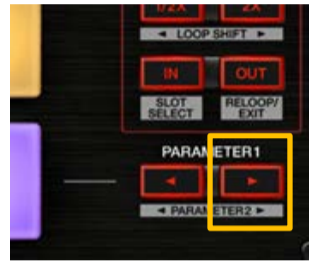 1/2X 2X
◄ LOOP SHIFT ►
IN OUT
SLOT SELECT RELOOP/EXIT
PARAMETER1
◄ ►
◄ PARAMETER2 ►